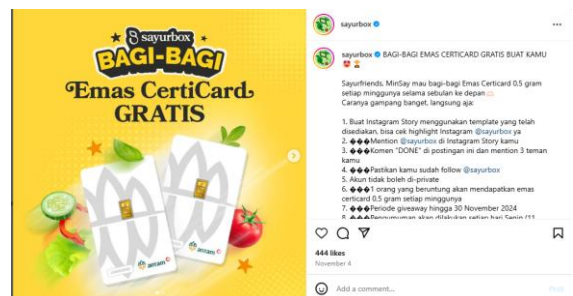 sayurbox
BAGI-BAGI
Emas CertiCard
GRATIS
antam
antam
sayurbox
sayurbox BAGI-BAGI EMAS CERTICARD GRATIS BUAT KAMU
Sayurfriends, MinSay mau bagi-bagi Emas Certicard 0,5 gram
setiap minggunya selama sebulan ke depan
Caranya gampang banget, langsung aja:
1. Buat Instagram Story menggunakan template yang telah
disediakan, bisa cek highlight Instagram @sayurbox ya
2. ���Mention @sayurbox di Instagram Story kamu
3. ���Komen "DONE" di postingan ini dan mention 3 teman
kamu
4. ���Pastikan kamu sudah follow @sayurbox
5. Akun tidak boleh di-private
6. ���1 orang yang beruntung akan mendapatkan emas
certicard 0,5 gram setiap minggunya
7. ���Periode giveaway hingga 30 November 2024
8. ���Pengumuman akan dilakukan setiap hari Senin (11
444 likes
November 4
Add a comment...
Post